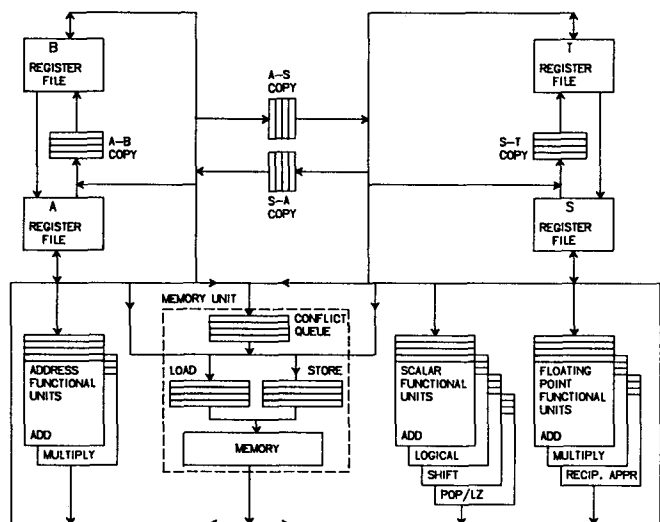 B
REGISTER
FILE
A-B
COPY
A
REGISTER
FILE
A-S
COPY
S-A
COPY
T
REGISTER
FILE
S-T
COPY
S
REGISTER
FILE
MEMORY UNIT
CONFLICT
QUEUE
LOAD
STORE
MEMORY
ADDRESS
FUNCTIONAL
UNITS
ADD
MULTIPLY
SCALAR
FUNCTIONAL
UNITS
ADD
LOGICAL
SHIFT
POP/LZ
FLOATING
POINT
FUNCTIONAL
UNITS
ADD
MULTIPLY
RECIP. APPR